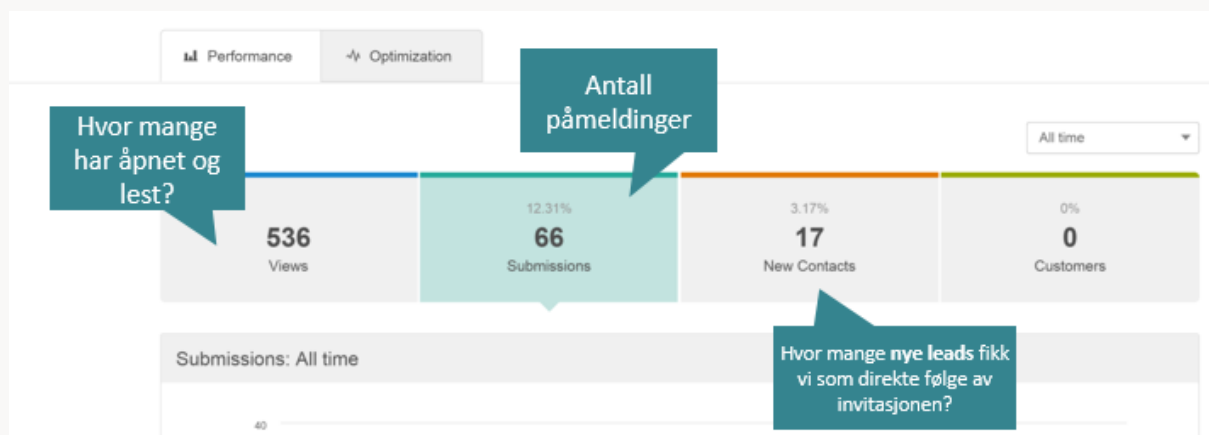 Performance
Optimization
Antall
påmeldinger
Hvor mange
har åpnet og
lest?
All time
536
Views
12.31%
66
Submissions
3.17%
17
New Contacts
0%
0
Customers
Submissions: All time
Hvor mange nye leads fikk
vi som direkte følge av
invitasjonen?
40